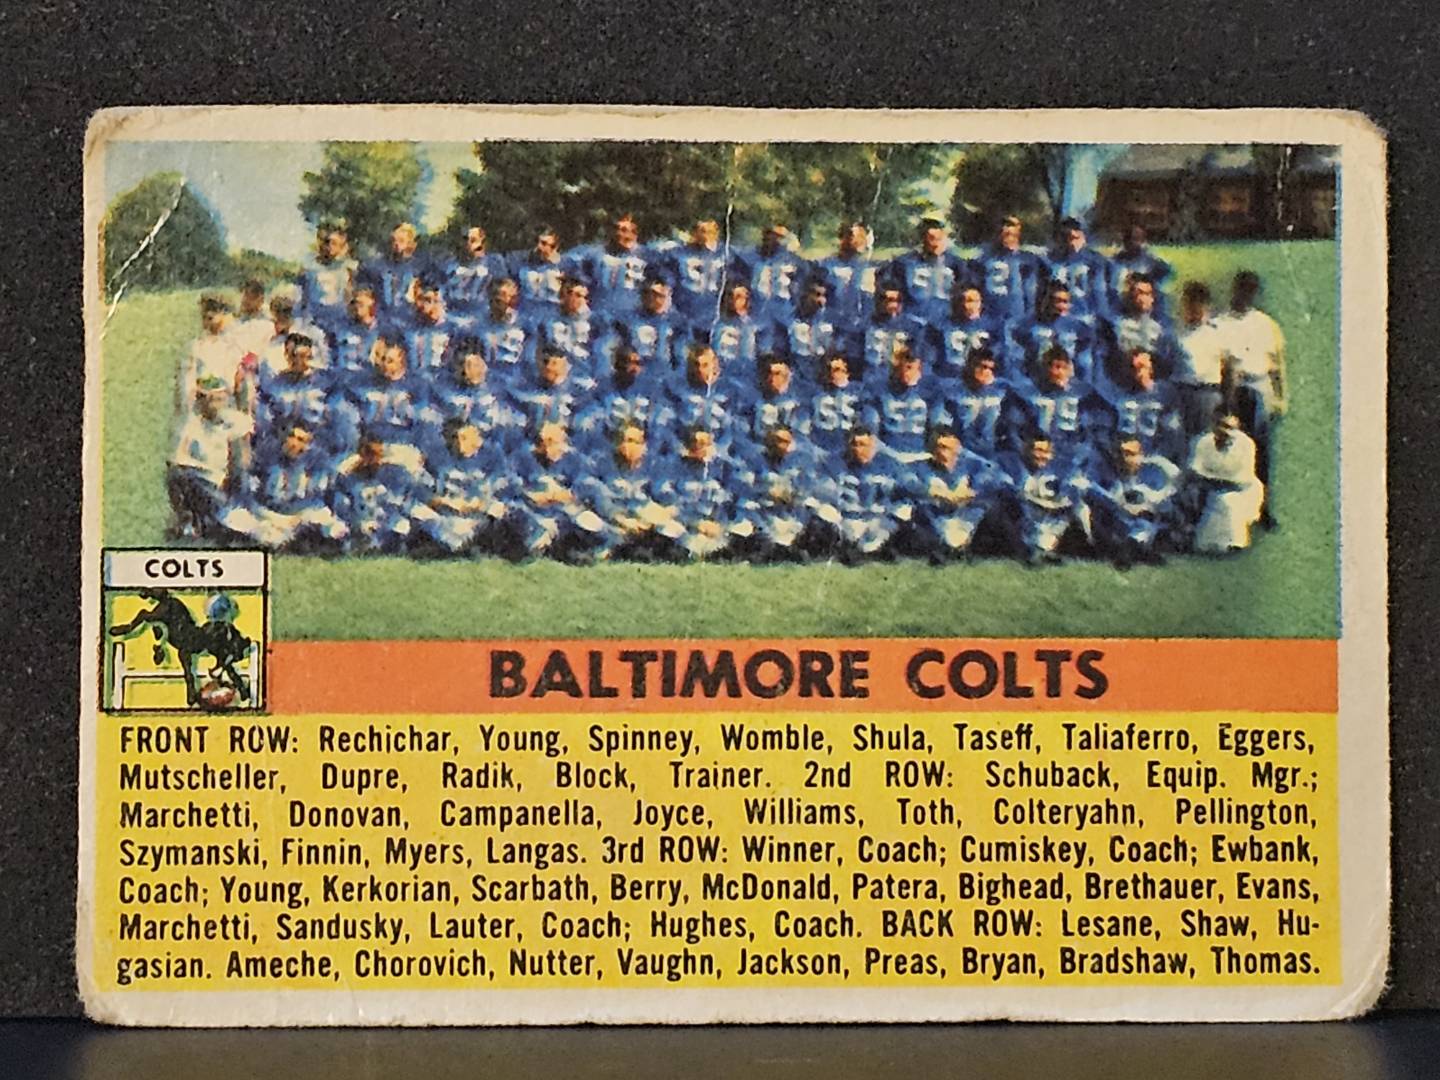 COLTS
BALTIMORE COLTS
FRONT ROW: Rechichar, Young, Spinney, Womble, Shula, Taseff, Taliaferro, Eggers,
Mutscheller, Dupre, Radik, Block, Trainer. 2nd ROW: Schuback, Equip. Mgr.;
Marchetti, Donovan, Campanella, Joyce, Williams, Toth, Colteryahn, Pellington,
Szymanski, Finnin, Myers, Langas. 3rd ROW: Winner, Coach; Cumiskey, Coach; Ewbank,
Coach; Young, Kerkorian, Scarbath, Berry, McDonald, Patera, Bighead, Brethauer, Evans,
Marchetti, Sandusky, Lauter, Coach; Hughes, Coach. BACK ROW: Lesane, Shaw, Hu-
gasian. Ameche, Chorovich, Nutter, Vaughn, Jackson, Preas, Bryan, Bradshaw, Thomas.